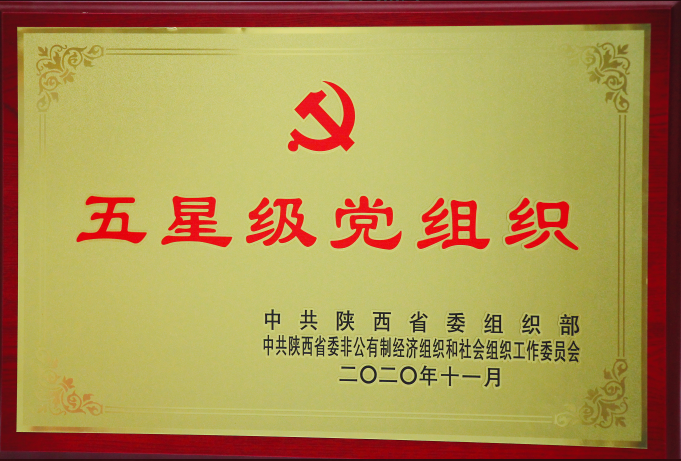 五星级党组织
中共陕西省委组织部
中共陕西省委非公有制经济组织和社会组织工作委员会
二〇二〇年十一月